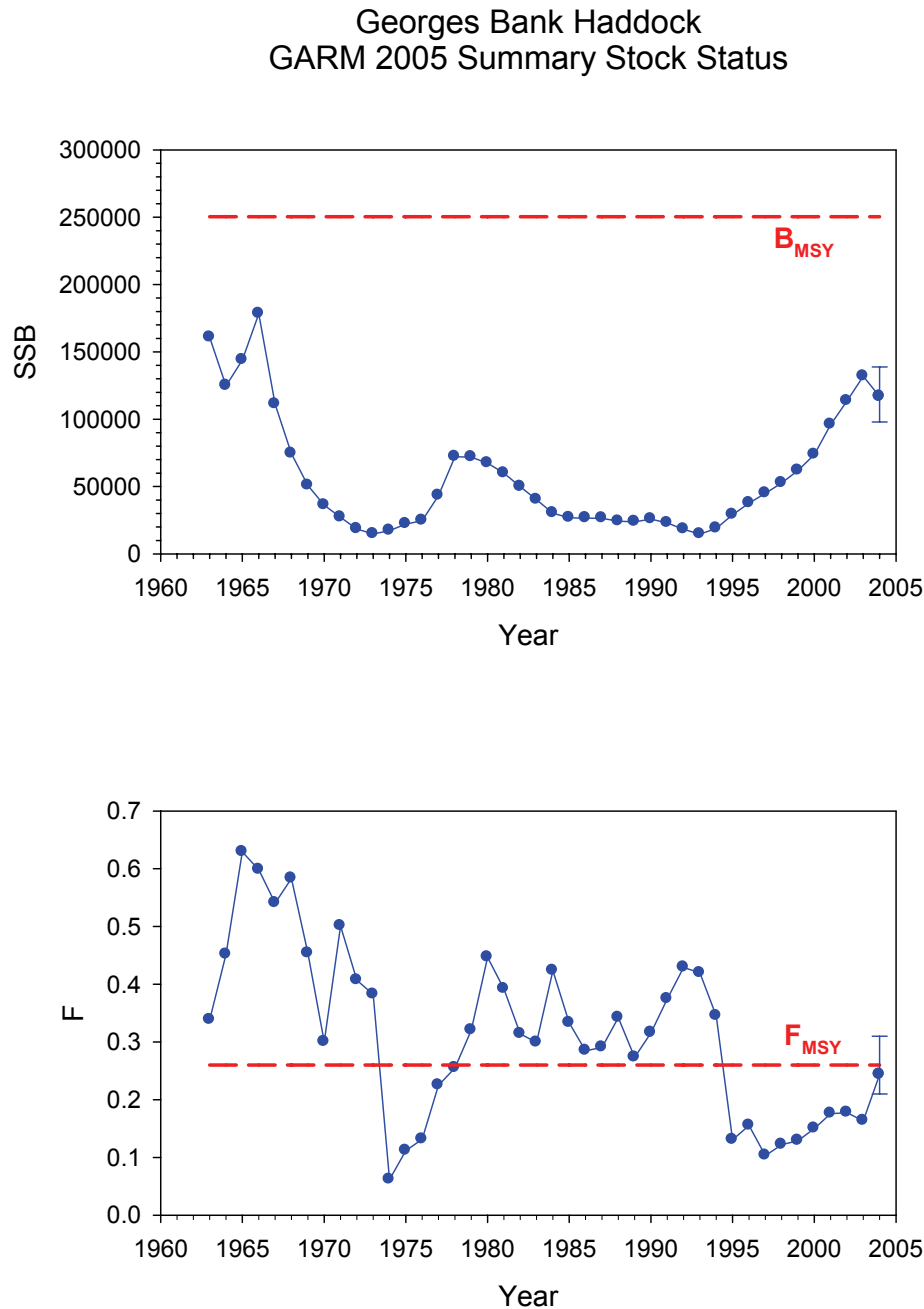 Georges Bank Haddock
GARM 2005 Summary Stock Status
300000
250000
200000
150000
100000
50000
0
SSB
B_MSY
1960 1965 1970 1975 1980 1985 1990 1995 2000 2005
Year
0.7
0.6
0.5
0.4
0.3
0.2
0.1
0.0
F
F_MSY
1960 1965 1970 1975 1980 1985 1990 1995 2000 2005
Year